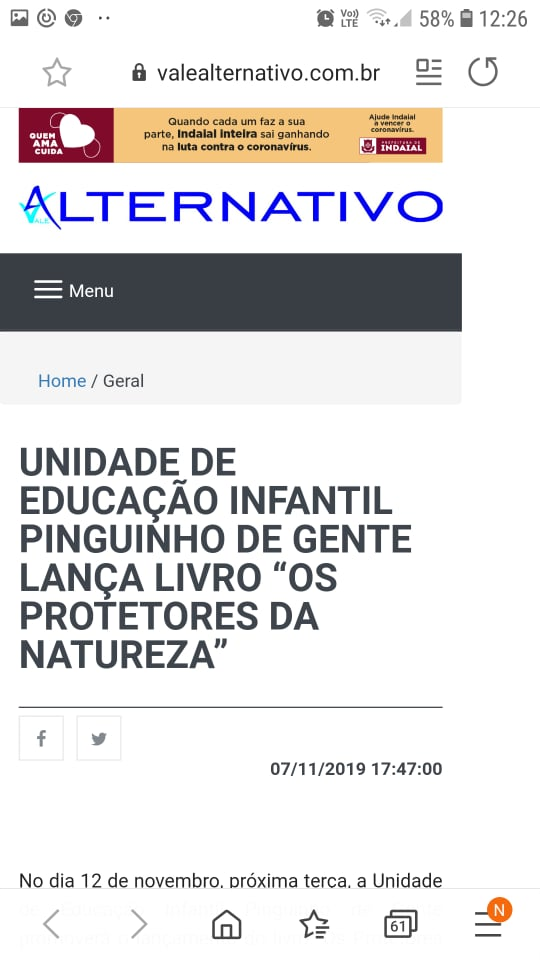 Vo))
LTE
58%
12:26
valealternativo.com.br
QUEM
AMA
CUIDA
Quando cada um faz a sua
parte, Indaial inteira sai ganhando
na luta contra o coronavírus.
Ajude Indaial
a vencer o
coronavírus.
PREFEITURA DE
INDAIAL
ALTERNATIVO
VALE
Menu
Home / Geral
UNIDADE DE
EDUCAÇÃO INFANTIL
PINGUINHO DE GENTE
LANÇA LIVRO “OS
PROTETORES DA
NATUREZA”
07/11/2019 17:47:00
No dia 12 de novembro, próxima terça, a Unidade
61
N